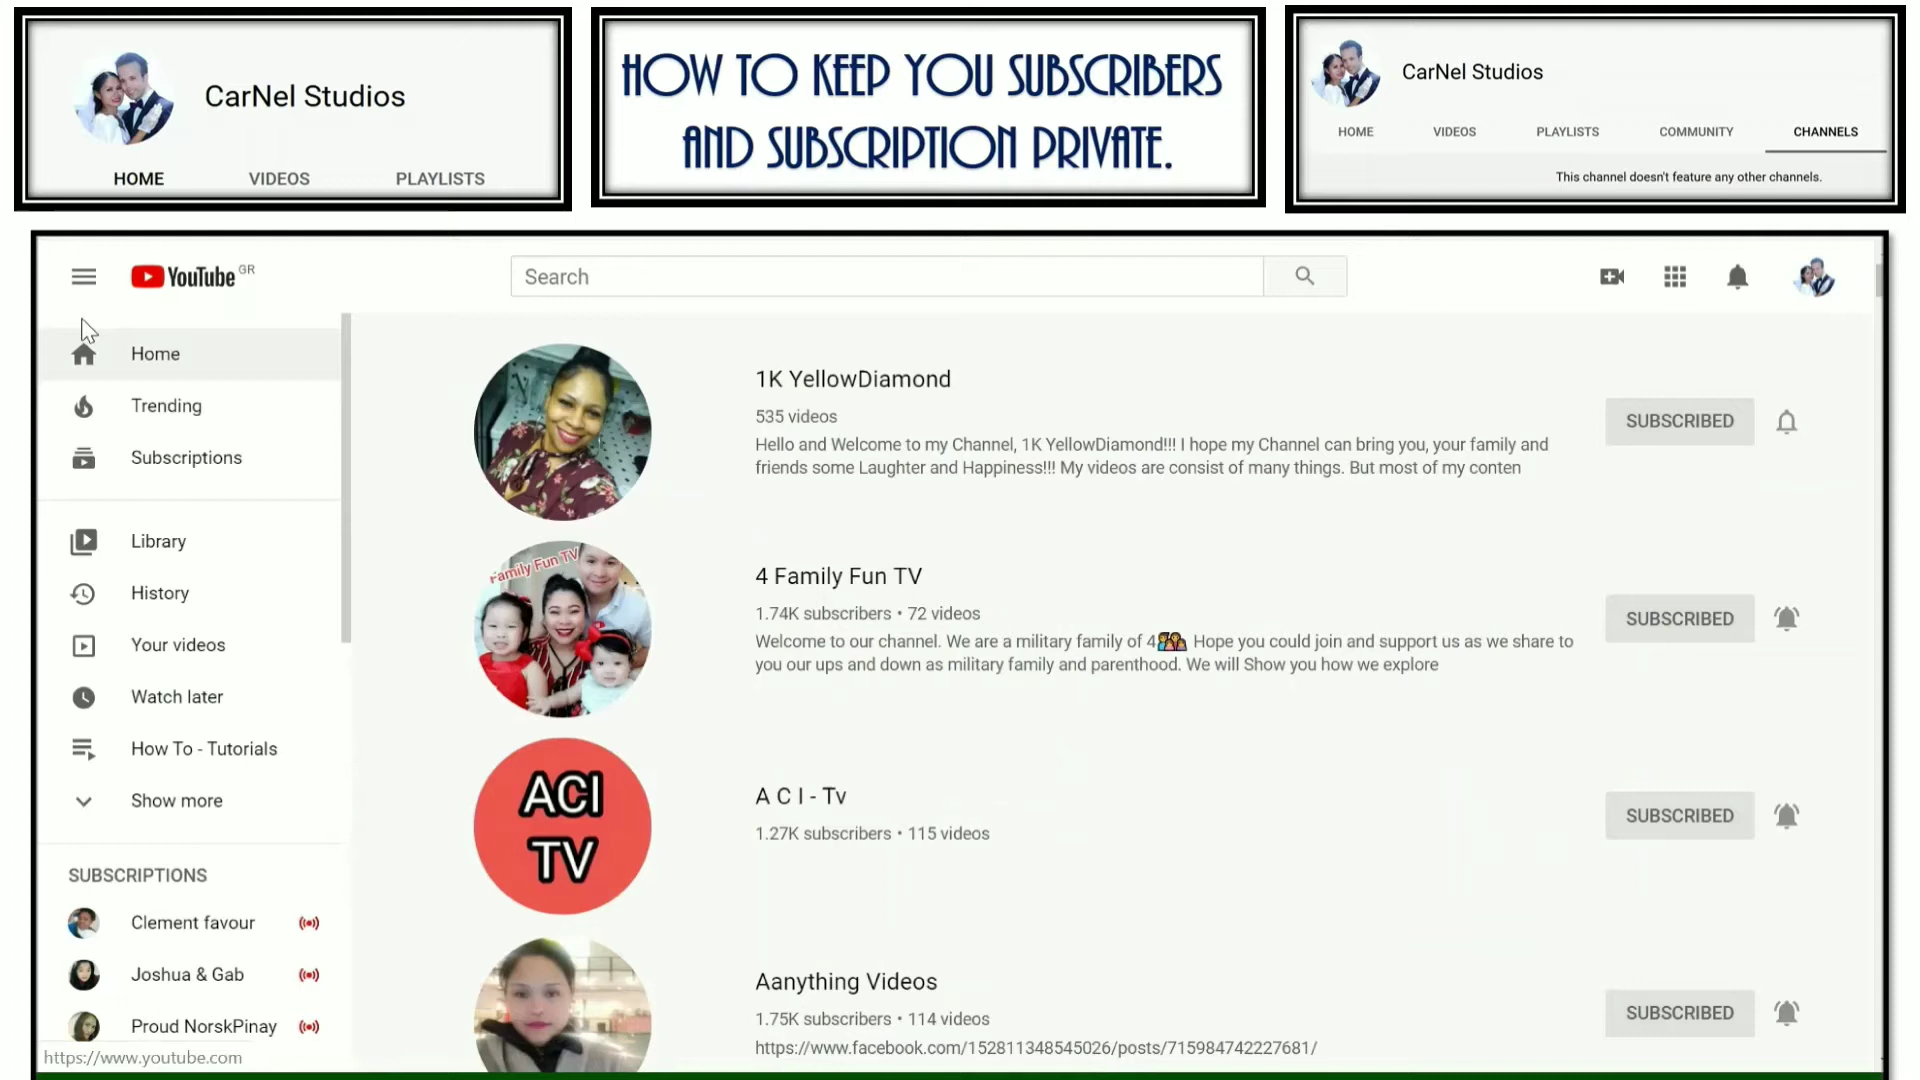 CarNel Studios
HOME VIDEOS PLAYLISTS
HOW TO KEEP YOU SUBSCRIBERS
AND SUBSCRIPTION PRIVATE.
CarNel Studios
HOME VIDEOS PLAYLISTS COMMUNITY CHANNELS
This channel doesn't feature any other channels.
YouTube GR
Search
Home
Trending
Subscriptions
Library
History
Your videos
Watch later
How To - Tutorials
Show more
SUBSCRIPTIONS
Clement favour
Joshua & Gab
Proud NorskPinay
https://www.youtube.com
1K YellowDiamond
535 videos
Hello and Welcome to my Channel, 1K YellowDiamond!!! I hope my Channel can bring you, your family and
friends some Laughter and Happiness!!! My videos are consist of many things. But most of my conten
SUBSCRIBED
Family Fun TV
4 Family Fun TV
1.74K subscribers • 72 videos
Welcome to our channel. We are a military family of 4 Hope you could join and support us as we share to
you our ups and down as military family and parenthood. We will Show you how we explore
SUBSCRIBED
ACI
TV
A C I - Tv
1.27K subscribers • 115 videos
SUBSCRIBED
Aanything Videos
1.75K subscribers • 114 videos
https://www.facebook.com/152811348545026/posts/715984742227681/
SUBSCRIBED